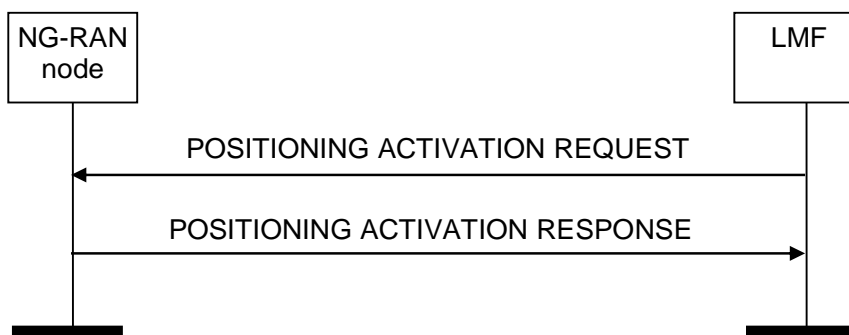 NG-RAN
node
LMF
POSITIONING ACTIVATION REQUEST
POSITIONING ACTIVATION RESPONSE